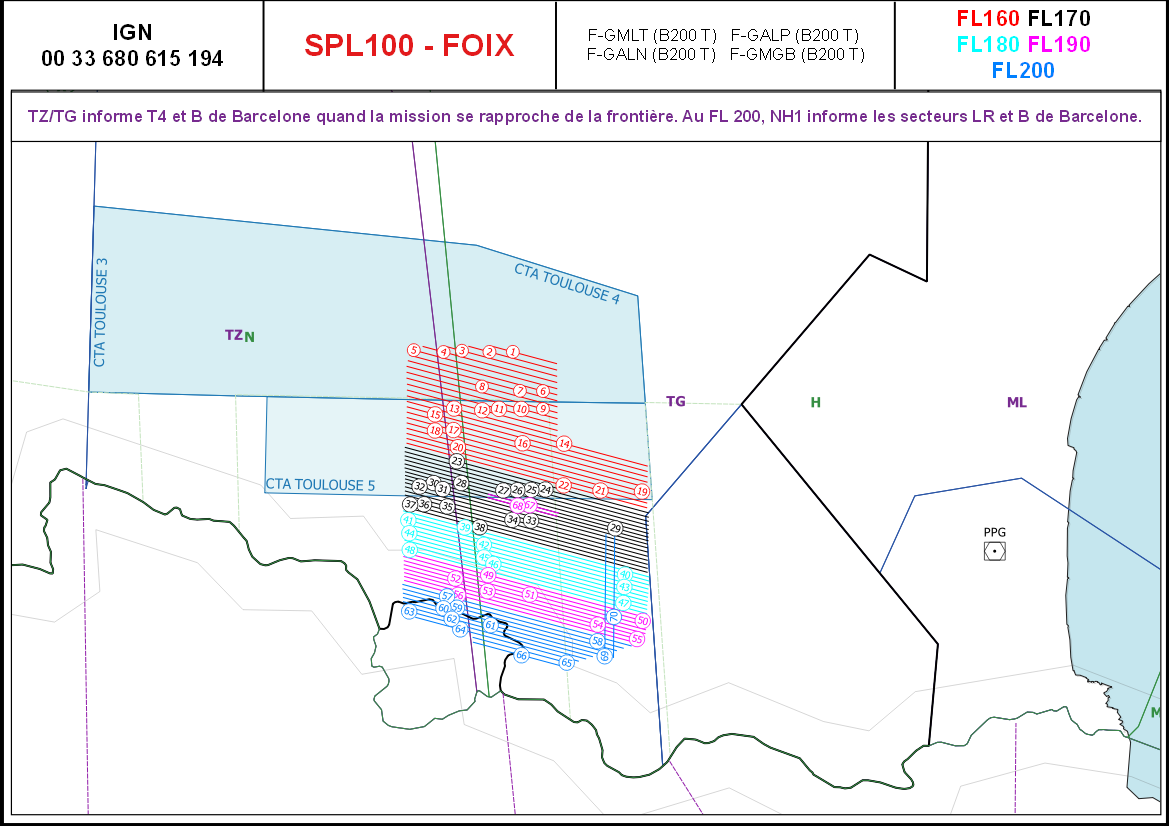 IGN
00 33 680 615 194
SPL100 - FOIX
F-GMLT (B200 T) F-GALP (B200 T)
F-GALN (B200 T) F-GMGB (B200 T)
FL160 FL170
FL180 FL190
FL200
TZ/TG informe T4 et B de Barcelone quand la mission se rapproche de la frontière. Au FL 200, NH1 informe les secteurs LR et B de Barcelone.
CTA TOULOUSE 3
CTA TOULOUSE 4
TZ N
5 4 3 2 1
8 7 6
TG
H
ML
15 13 12 11 10 9
18 17 16 14
20
23
CTA TOULOUSE 5
32 30 31 28 27 26 25 24 22 21 19
37 36 35 68 67
41 39 38 34 33 29
44 42
48 46
PPG
52 49
53 51
57
60 59
63 62 61 54 70 50
64 58 55
66 65 69
M